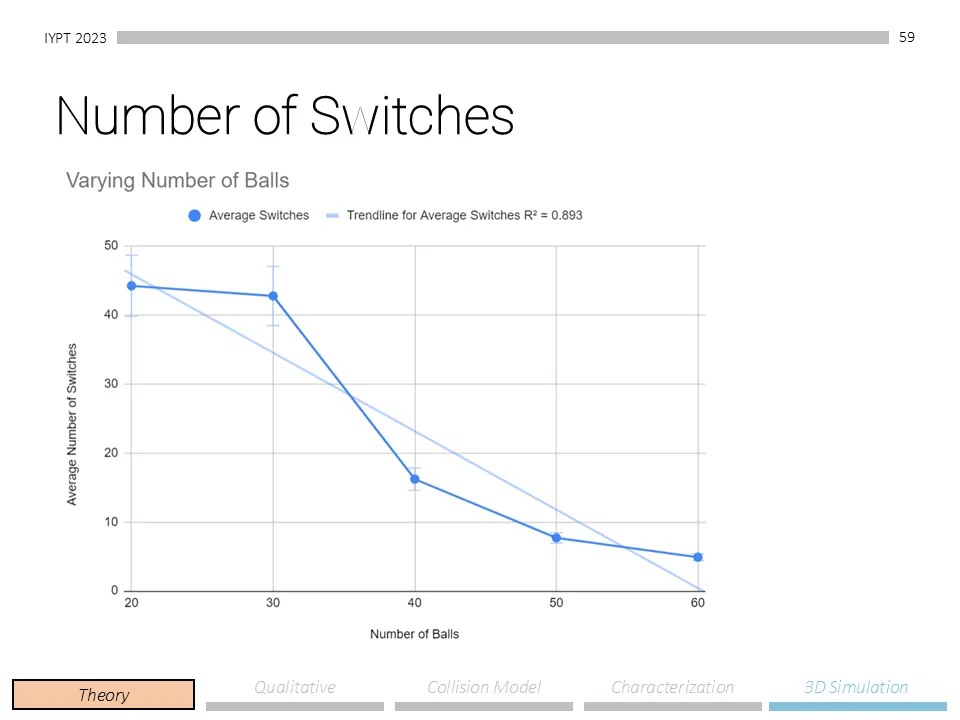 IYPT 2023
59
Number of Switches
Varying Number of Balls
Average Switches Trendline for Average Switches R² = 0.893
50
40
30
20
10
0
Average Number of Switches
20 30 40 50 60
Number of Balls
Theory Qualitative Collision Model Characterization 3D Simulation